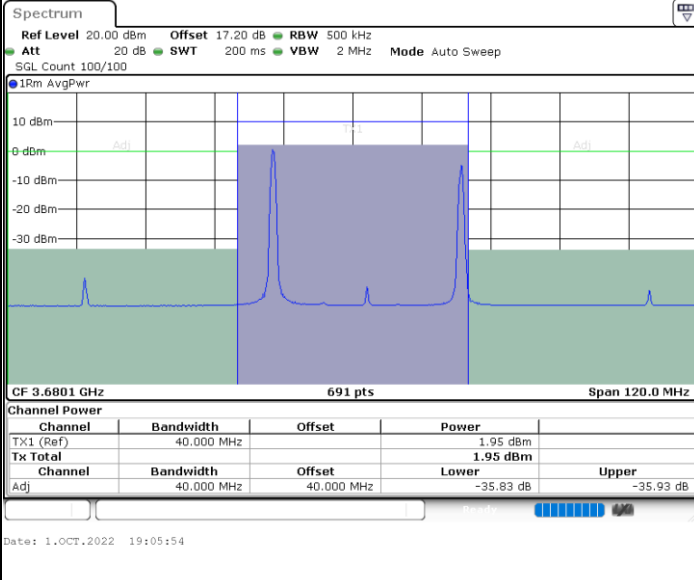 Spectrum
Ref Level 20.00 dBm Offset 17.20 dB RBW 500 kHz
Att 20 dB SWT 200 ms VBW 2 MHz Mode Auto Sweep
SGL Count 100/100
1Rm AvgPwr
10 dBm
TX1
Adj
Adj
0 dBm
-10 dBm
-20 dBm
-30 dBm
CF 3.6801 GHz 691 pts Span 120.0 MHz
Channel Power
Channel Bandwidth Offset Power
TX1 (Ref) 40.000 MHz 1.95 dBm
Tx Total 1.95 dBm
Channel Bandwidth Offset Lower Upper
Adj 40.000 MHz 40.000 MHz -35.83 dB -35.93 dB
Ready
Date: 1.OCT.2022 19:05:54